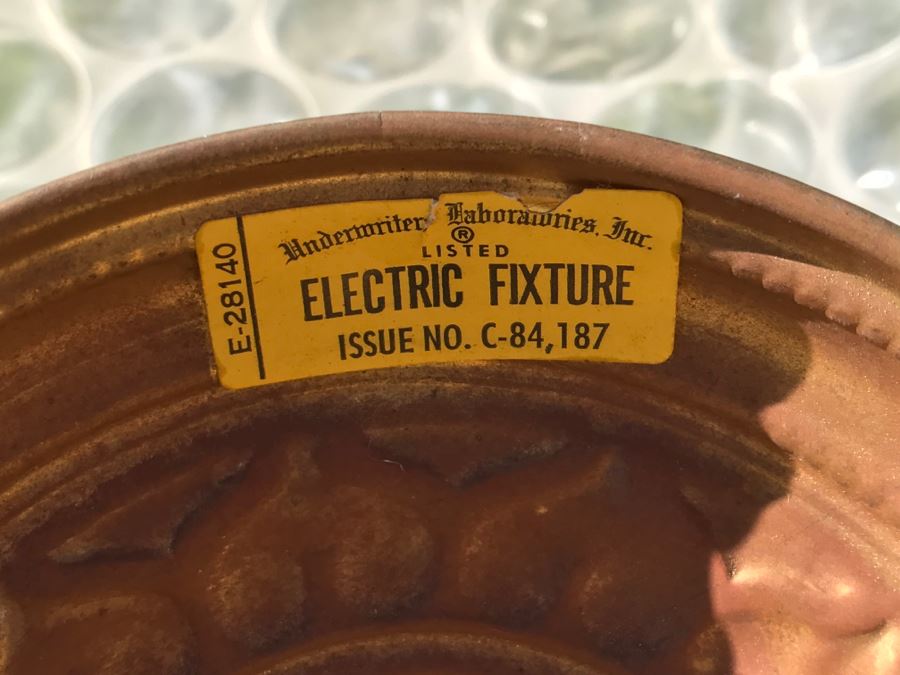 Underwriters Laboratories, Inc.
®
LISTED
ELECTRIC FIXTURE
ISSUE NO. C-84,187
E-28140